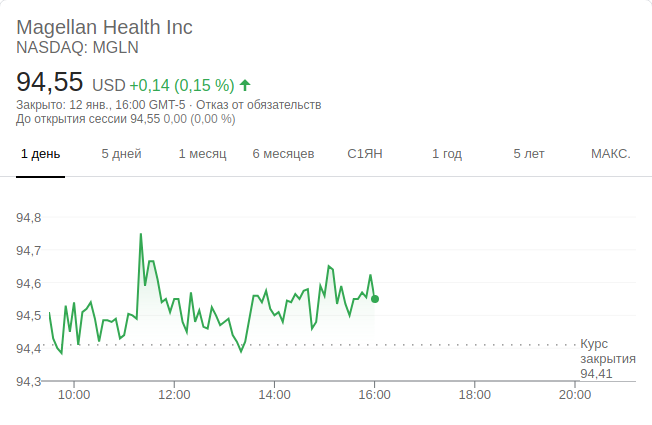 Magellan Health Inc
NASDAQ: MGLN
94,55 USD +0,14 (0,15 %)
Закрыто: 12 янв., 16:00 GMT-5 · Отказ от обязательств
До открытия сессии 94,55 0,00 (0,00 %)
1 день 5 дней 1 месяц 6 месяцев С1ЯН 1 год 5 лет МАКС.
94,8
94,7
94,6
94,5
94,4
94,3
Курс
закрытия
94,41
10:00 12:00 14:00 16:00 18:00 20:00